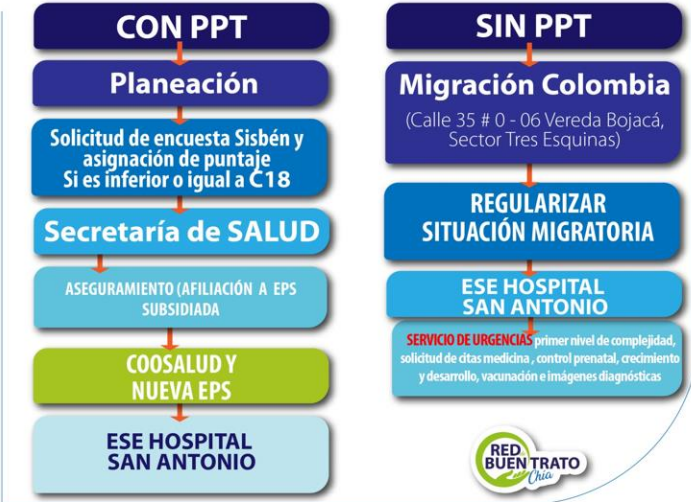 CON PPT
Planeación
Solicitud de encuesta Sisbén y
asignación de puntaje
Si es inferior o igual a C18
Secretaría de SALUD
ASEGURAMIENTO (AFILIACIÓN A EPS
SUBSIDIADA
COOSALUD Y
NUEVA EPS
ESE HOSPITAL
SAN ANTONIO
SIN PPT
Migración Colombia
(Calle 35 # 0 - 06 Vereda Bojacá,
Sector Tres Esquinas)
REGULARIZAR
SITUACIÓN MIGRATORIA
ESE HOSPITAL
SAN ANTONIO
SERVICIO DE URGENCIAS primer nivel de complejidad,
solicitud de citas medicina , control prenatal, crecimiento
y desarrollo, vacunación e imágenes diagnósticas
RED
BUEN TRATO
Chía